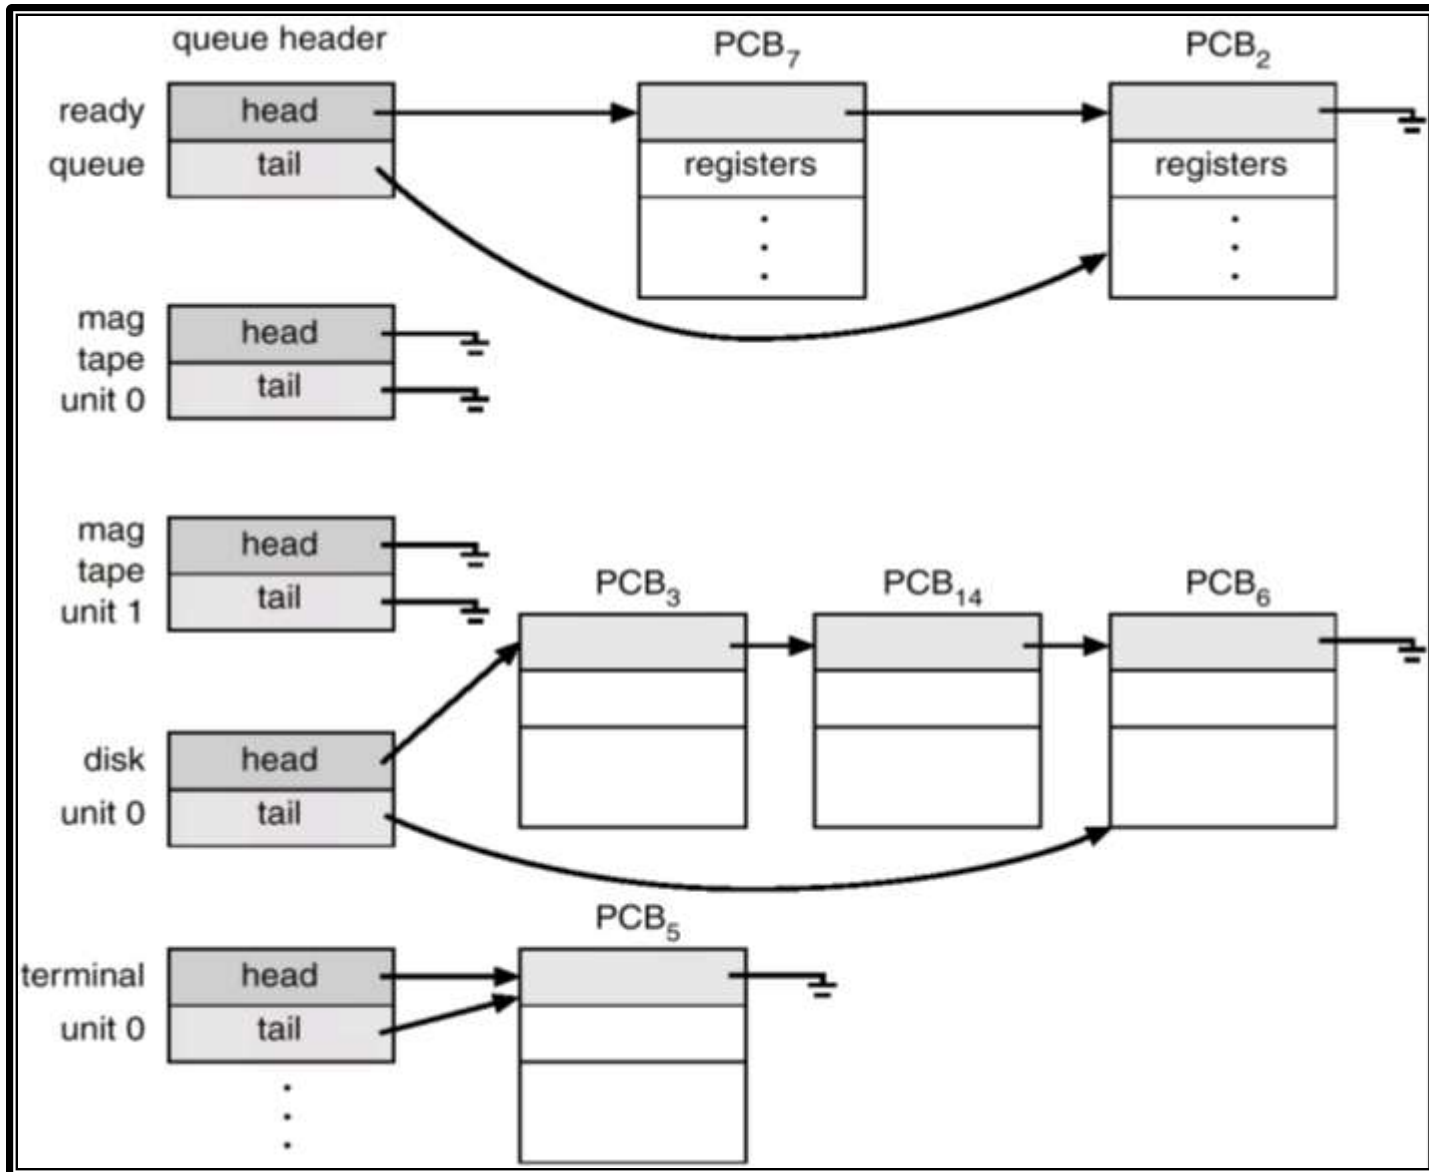 queue header
PCB7
PCB2
ready
head
queue
tail
registers
registers
mag
tape
unit 0
head
tail
mag
tape
unit 1
head
tail
PCB3
PCB14
PCB6
disk
head
unit 0
tail
PCB5
terminal
head
unit 0
tail